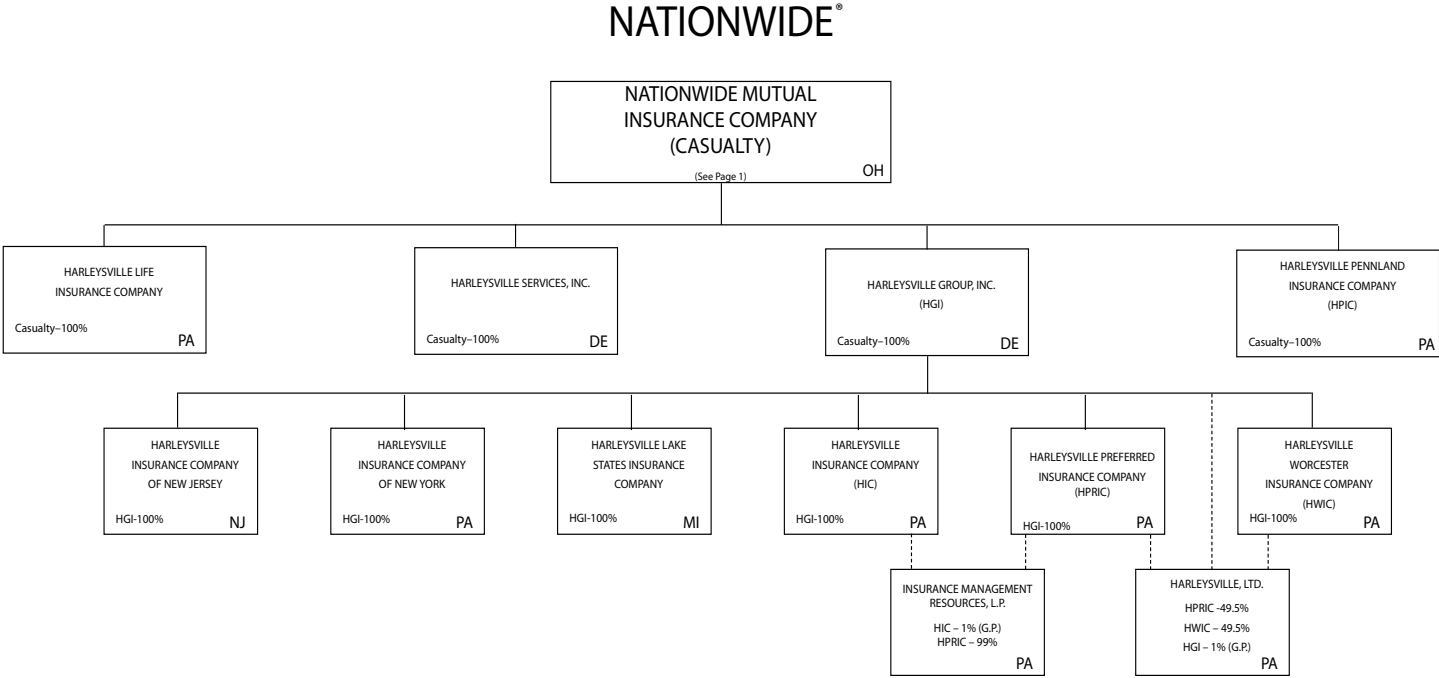 NATIONWIDE®
NATIONWIDE MUTUAL
INSURANCE COMPANY
(CASUALTY)
(See Page 1)
OH
HARLEYSVILLE LIFE
INSURANCE COMPANY
Casualty–100%
PA
HARLEYSVILLE SERVICES, INC.
Casualty–100%
DE
HARLEYSVILLE GROUP, INC.
(HGI)
Casualty–100%
DE
HARLEYSVILLE PENNLAND
INSURANCE COMPANY
(HPIC)
Casualty–100%
PA
HARLEYSVILLE
INSURANCE COMPANY
OF NEW JERSEY
HGI-100%
NJ
HARLEYSVILLE
INSURANCE COMPANY
OF NEW YORK
HGI-100%
PA
HARLEYSVILLE LAKE
STATES INSURANCE
COMPANY
HGI-100%
MI
HARLEYSVILLE
INSURANCE COMPANY
(HIC)
HGI-100%
PA
HARLEYSVILLE PREFERRED
INSURANCE COMPANY
(HPRIC)
HGI-100%
PA
HARLEYSVILLE
WORCESTER
INSURANCE COMPANY
(HWIC)
HGI-100%
PA
INSURANCE MANAGEMENT
RESOURCES, L.P.
HIC – 1% (G.P.)
HPRIC – 99%
PA
HARLEYSVILLE, LTD.
HPRIC -49.5%
HWIC – 49.5%
HGI – 1% (G.P.)
PA